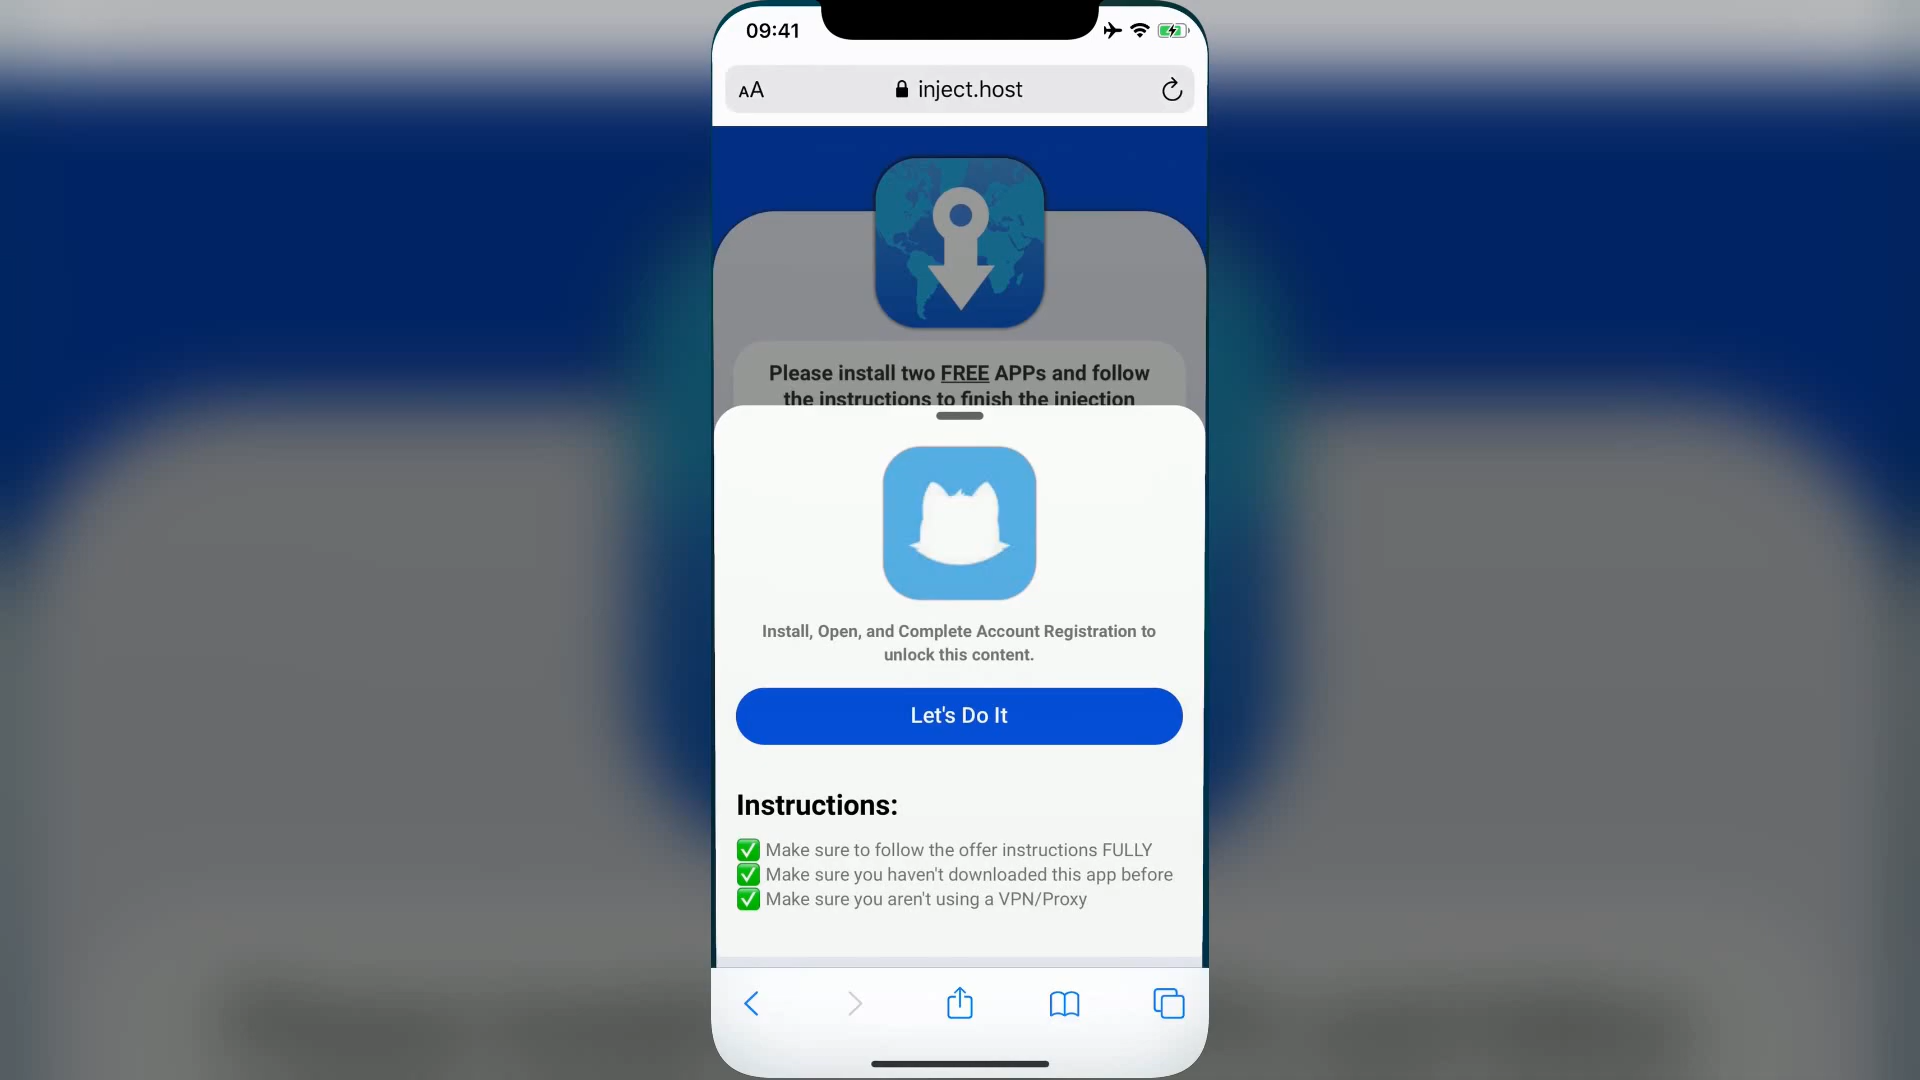 09:41
AA
inject.host
Please install two FREE APPs and follow
the instructions to finish the injection
Install, Open, and Complete Account Registration to
unlock this content.
Let's Do It
Instructions:
✅ Make sure to follow the offer instructions FULLY
✅ Make sure you haven't downloaded this app before
✅ Make sure you aren't using a VPN/Proxy